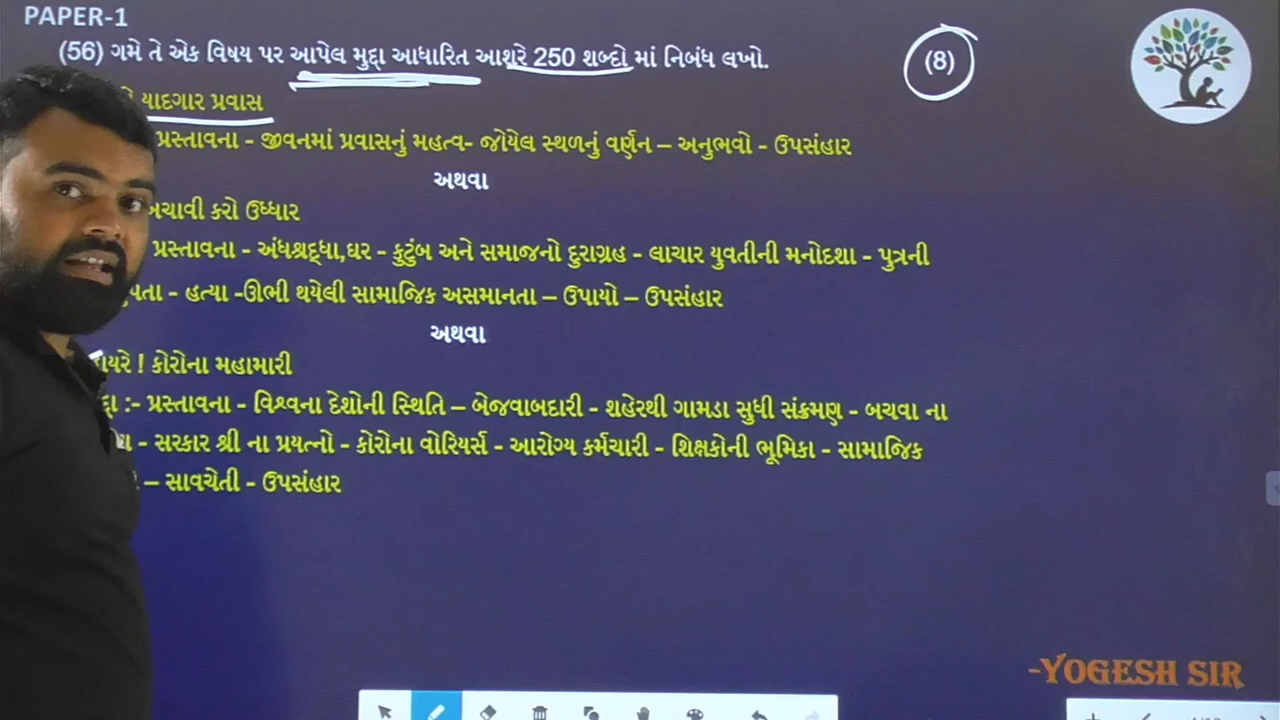 PAPER-1
(56) ગમે તે એક વિષય પર આપેલ મુદ્દા આધારિત આશરે 250 શબ્દો માં નિબંધ લખો.
(8)
યાદગાર પ્રવાસ
પ્રસ્તાવના - જીવનમાં પ્રવાસનું મહત્વ- જોયેલ સ્થળનું વર્ણન – અનુભવો - ઉપસંહાર
અથવા
બચાવી કરો ઉધ્ધાર
પ્રસ્તાવના - અંધશ્રદ્ધા,ઘર - કુટુંબ અને સમાજનો દુરાગ્રહ - લાચાર યુવતીની મનોદશા - પુત્રની
- હત્યા -ઊભી થયેલી સામાજિક અસમાનતા – ઉપાયો – ઉપસંહાર
અથવા
! કોરોના મહામારી
:- પ્રસ્તાવના - વિશ્વના દેશોની સ્થિતિ – બેજવાબદારી - શહેરથી ગામડા સુધી સંક્રમણ - બચવા ના
- સરકાર શ્રી ના પ્રયત્નો - કોરોના વોરિયર્સ - આરોગ્ય કર્મચારી - શિક્ષકોની ભૂમિકા - સામાજિક
– સાવચેતી - ઉપસંહાર
-YOGESH SIR